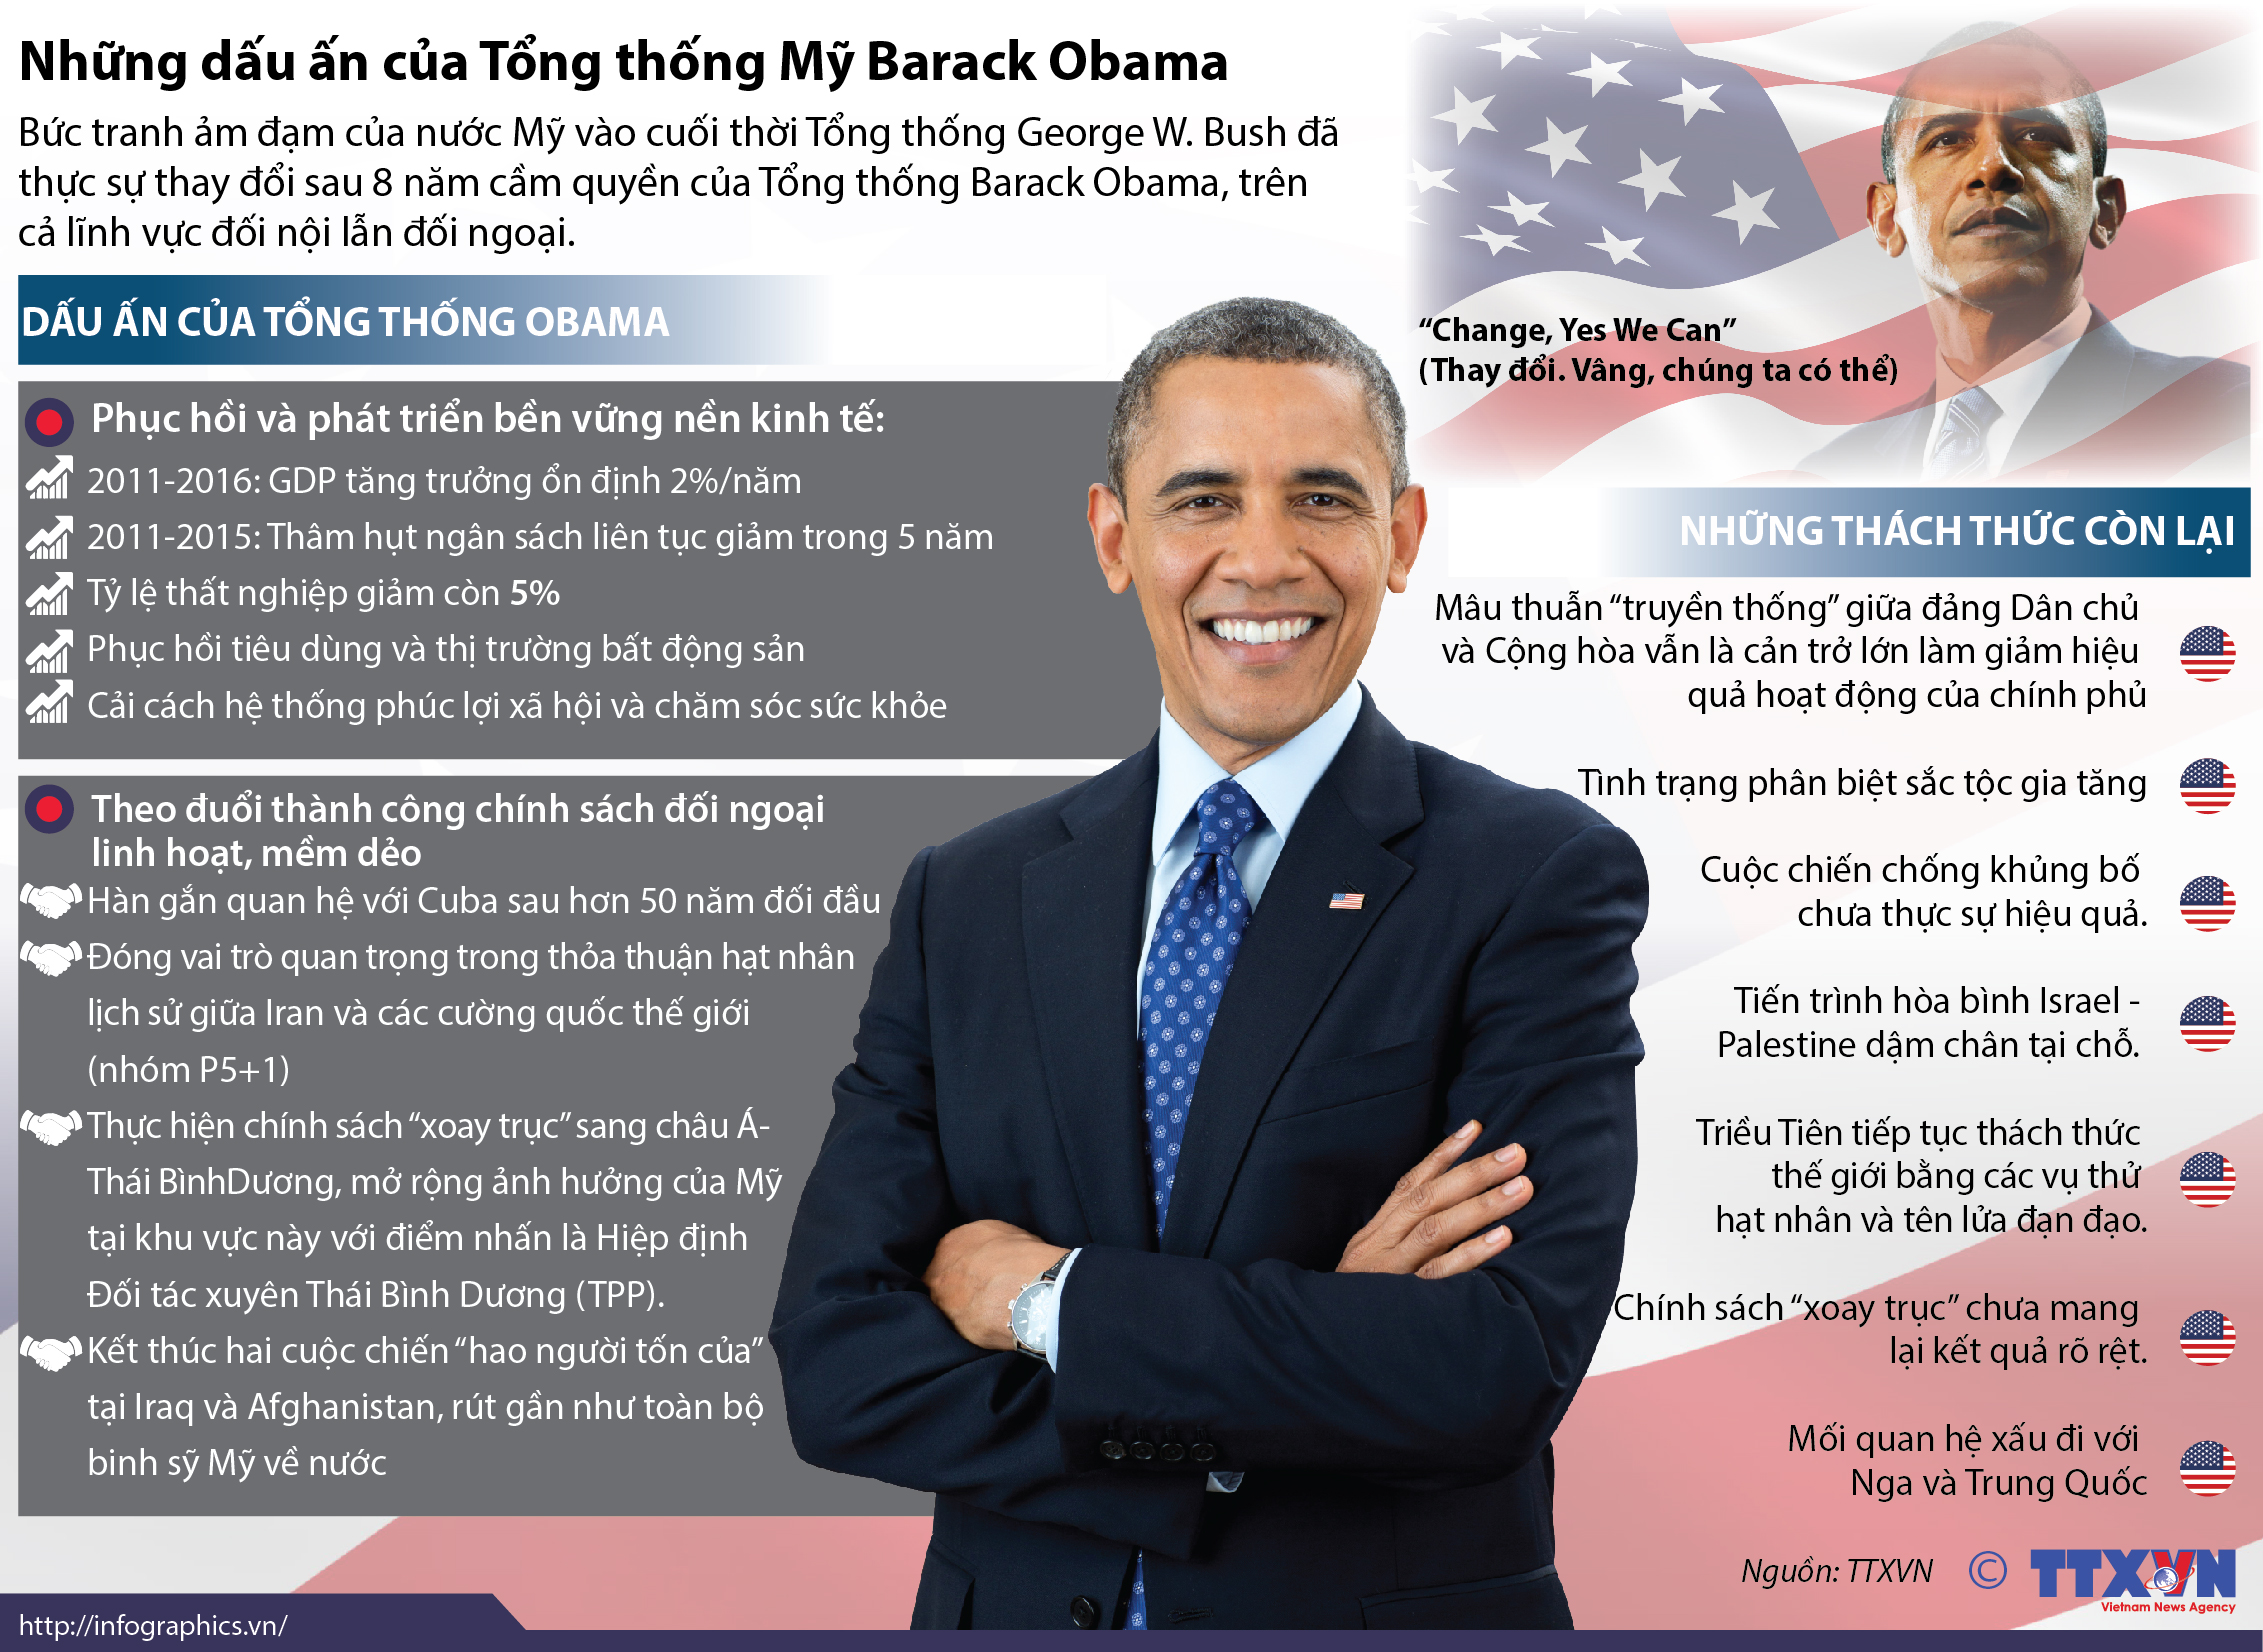 Những dấu ấn của Tổng thống Mỹ Barack Obama
Bức tranh ảm đạm của nước Mỹ vào cuối thời Tổng thống George W. Bush đã
thực sự thay đổi sau 8 năm cầm quyền của Tổng thống Barack Obama, trên
cả lĩnh vực đối nội lẫn đối ngoại.
DẤU ẤN CỦA TỔNG THỐNG OBAMA
Phục hồi và phát triển bền vững nền kinh tế:
2011-2016: GDP tăng trưởng ổn định 2%/năm
2011-2015: Thâm hụt ngân sách liên tục giảm trong 5 năm
Tỷ lệ thất nghiệp giảm còn 5%
Phục hồi tiêu dùng và thị trường bất động sản
Cải cách hệ thống phúc lợi xã hội và chăm sóc sức khỏe
Theo đuổi thành công chính sách đối ngoại
linh hoạt, mềm dẻo
Hàn gắn quan hệ với Cuba sau hơn 50 năm đối đầu
Đóng vai trò quan trọng trong thỏa thuận hạt nhân
lịch sử giữa Iran và các cường quốc thế giới
(nhóm P5+1)
Thực hiện chính sách “xoay trục” sang châu Á-
Thái BìnhDương, mở rộng ảnh hưởng của Mỹ
tại khu vực này với điểm nhấn là Hiệp định
Đối tác xuyên Thái Bình Dương (TPP).
Kết thúc hai cuộc chiến “hao người tốn của”
tại Iraq và Afghanistan, rút gần như toàn bộ
binh sỹ Mỹ về nước
“Change, Yes We Can”
(Thay đổi. Vâng, chúng ta có thể)
NHỮNG THÁCH THỨC CÒN LẠI
Mâu thuẫn “truyền thống” giữa đảng Dân chủ
và Cộng hòa vẫn là cản trở lớn làm giảm hiệu
quả hoạt động của chính phủ
Tình trạng phân biệt sắc tộc gia tăng
Cuộc chiến chống khủng bố
chưa thực sự hiệu quả.
Tiến trình hòa bình Israel -
Palestine dậm chân tại chỗ.
Triều Tiên tiếp tục thách thức
thế giới bằng các vụ thử
hạt nhân và tên lửa đạn đạo.
Chính sách “xoay trục” chưa mang
lại kết quả rõ rệt.
Mối quan hệ xấu đi với
Nga và Trung Quốc
Nguồn: TTXVN © TTXVN
Vietnam News Agency
http://infographics.vn/